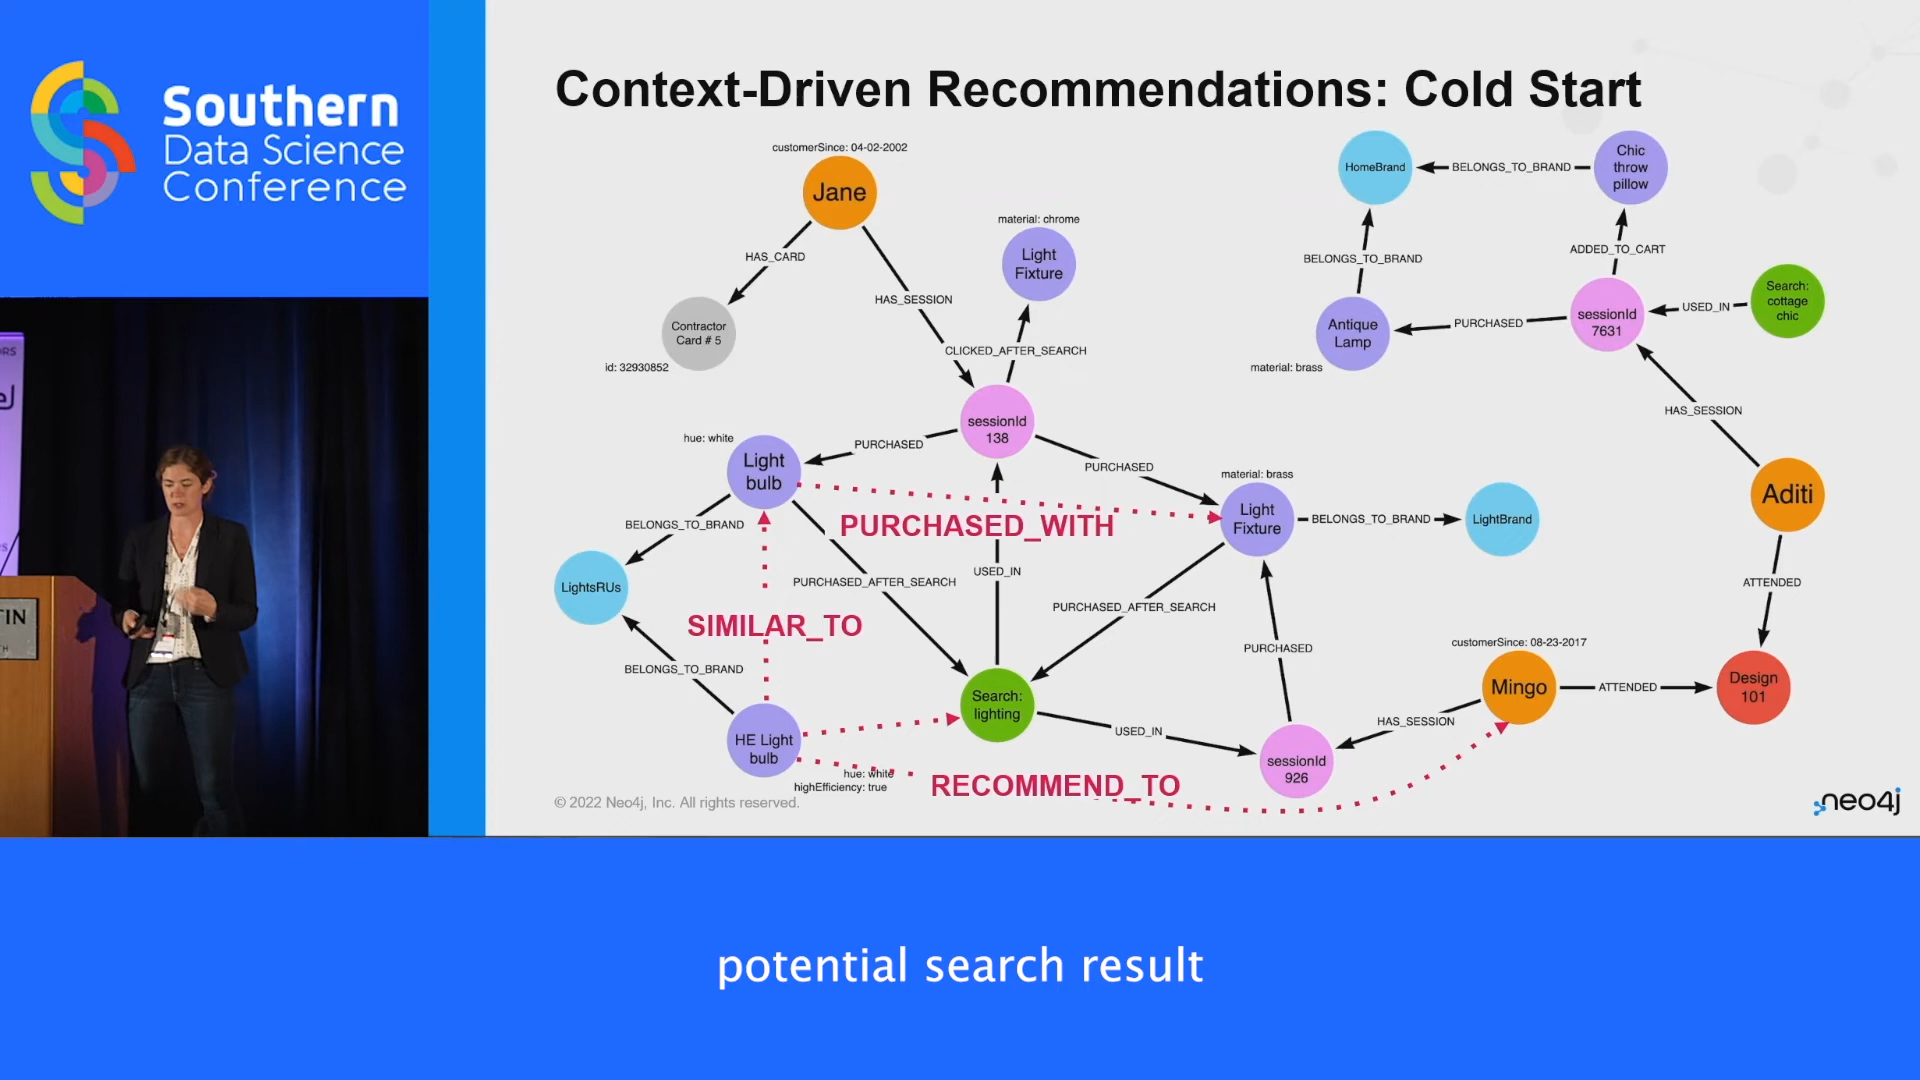 Southern
Data Science
Conference
Context-Driven Recommendations: Cold Start
customerSince: 04-02-2002
Jane
HAS_CARD
Contractor
Card # 5
id: 32930852
HAS_SESSION
material: chrome
Light
Fixture
CLICKED_AFTER_SEARCH
sessionId
138
PURCHASED
PURCHASED
hue: white
Light
bulb
BELONGS_TO_BRAND
LightsRUs
BELONGS_TO_BRAND
PURCHASED_WITH
PURCHASED_AFTER_SEARCH
USED_IN
SIMILAR_TO
HE Light
bulb
hue: white
highEfficiency: true
Search:
lighting
PURCHASED_AFTER_SEARCH
material: brass
Light
Fixture
BELONGS_TO_BRAND
LightBrand
PURCHASED
USED_IN
sessionId
926
HAS_SESSION
customerSince: 08-23-2017
Mingo
ATTENDED
Design
101
ATTENDED
Aditi
HAS_SESSION
sessionId
7631
USED_IN
Search:
cottage
chic
ADDED_TO_CART
Chic
throw
pillow
BELONGS_TO_BRAND
HomeBrand
BELONGS_TO_BRAND
Antique
Lamp
material: brass
PURCHASED
RECOMMEND_TO
© 2022 Neo4j, Inc. All rights reserved.
neo4j
TIN
potential search result